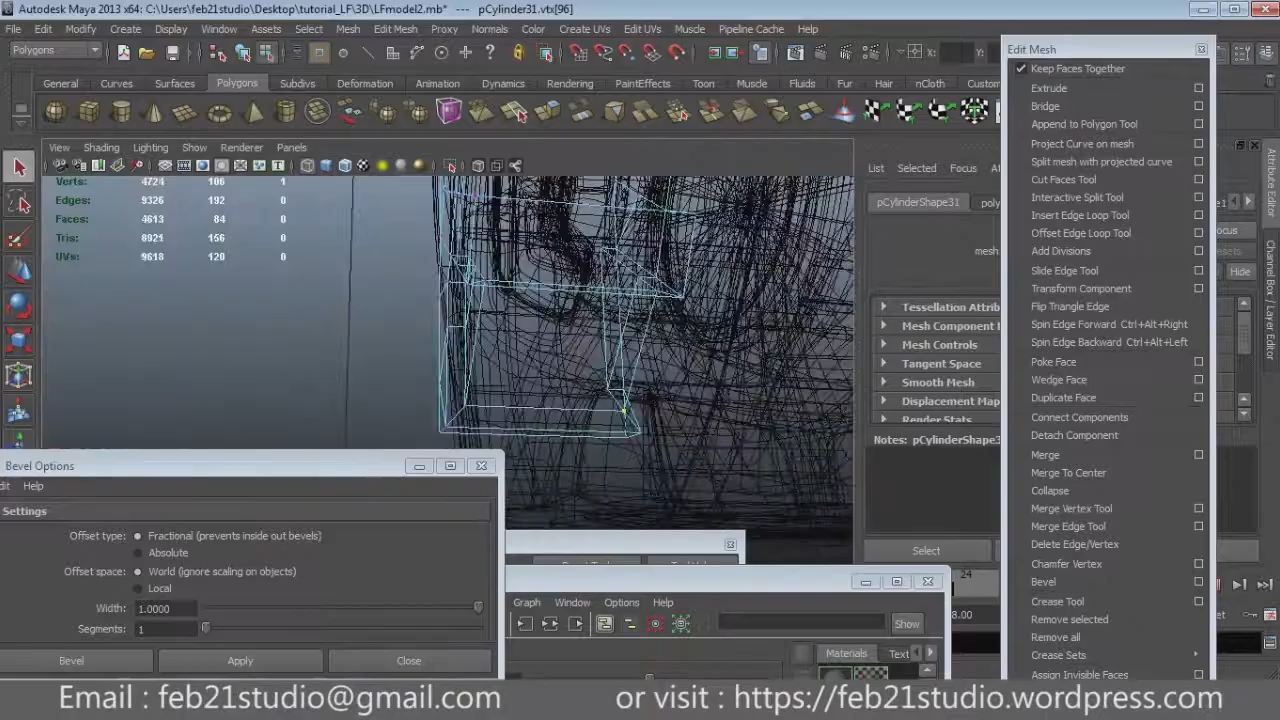 Autodesk Maya 2013 x64: C:\Users\feb21studio\Desktop\tutorial_LF\3D\LFmodel2.mb* --- pCylinder31.vtx[96]
File Edit Modify Create Display Window Assets Select Mesh Edit Mesh Proxy Normals Color Create UVs Edit UVs Muscle Pipeline Cache Help
Polygons X: Y:
General Curves Surfaces Polygons Subdivs Deformation Animation Dynamics Rendering PaintEffects Toon Muscle Fluids Fur Hair nCloth Custom
View Shading Lighting Show Renderer Panels
Verts: 4724 106 1
Edges: 9326 192 0
Faces: 4613 84 0
Tris: 8921 156 0
UVs: 9618 120 0
List Selected Focus
pCylinderShape31
mesh
Tessellation Attrib
Mesh Component
Mesh Controls
Tangent Space
Smooth Mesh
Displacement Map
Render Stats
Notes: pCylinderShape3
Select
24
Hide
Attribute Editor
Channel Box / Layer Editor
Edit Mesh
Keep Faces Together
Extrude
Bridge
Append to Polygon Tool
Project Curve on mesh
Split mesh with projected curve
Cut Faces Tool
Interactive Split Tool
Insert Edge Loop Tool
Offset Edge Loop Tool
Add Divisions
Slide Edge Tool
Transform Component
Flip Triangle Edge
Spin Edge Forward Ctrl+Alt+Right
Spin Edge Backward Ctrl+Alt+Left
Poke Face
Wedge Face
Duplicate Face
Connect Components
Detach Component
Merge
Merge To Center
Collapse
Merge Vertex Tool
Merge Edge Tool
Delete Edge/Vertex
Chamfer Vertex
Bevel
Crease Tool
Remove selected
Remove all
Crease Sets
Assign Invisible Faces
Bevel Options
dit Help
Settings
Offset type: Fractional (prevents inside out bevels)
Absolute
Offset space: World (ignore scaling on objects)
Local
Width: 1.0000
Segments: 1
Bevel Apply Close
Graph Window Options Help
Show
Materials Text
Email : feb21studio@gmail.com or visit : https://feb21studio.wordpress.com